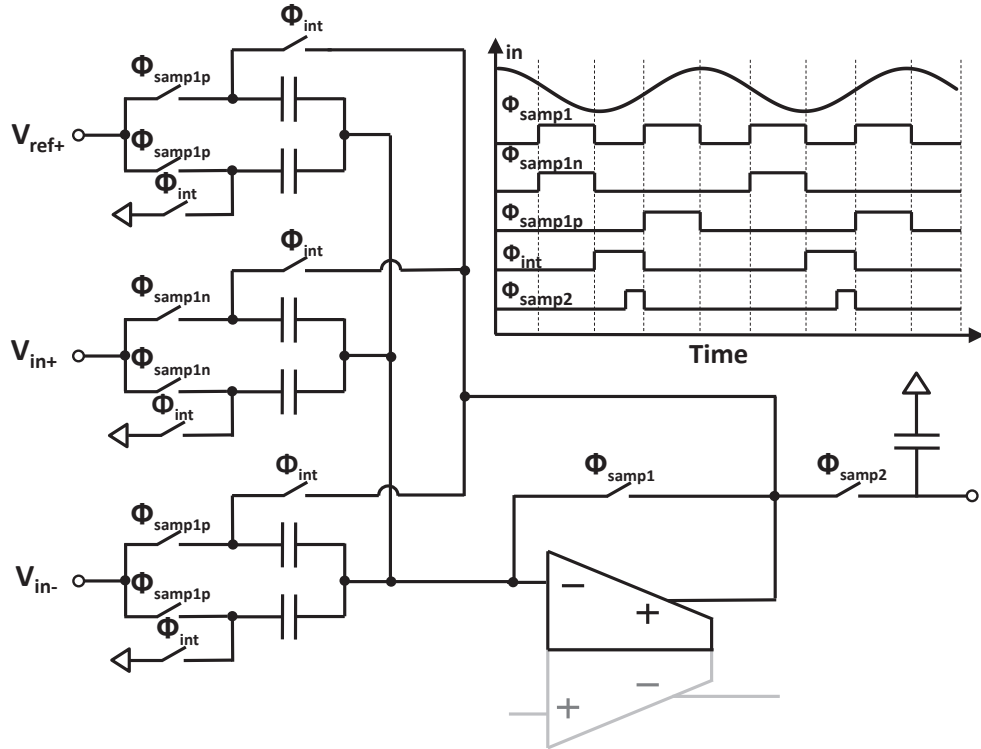 Φint
Φsamp1p
Vref+
Φsamp1p
Φint
Φint
Φsamp1n
Vin+
Φsamp1n
Φint
Φint
Φsamp1p
Vin-
Φsamp1p
Φint
Φsamp1
Φsamp2
−
+
+
−
in
Φsamp1
Φsamp1n
Φsamp1p
Φint
Φsamp2
Time